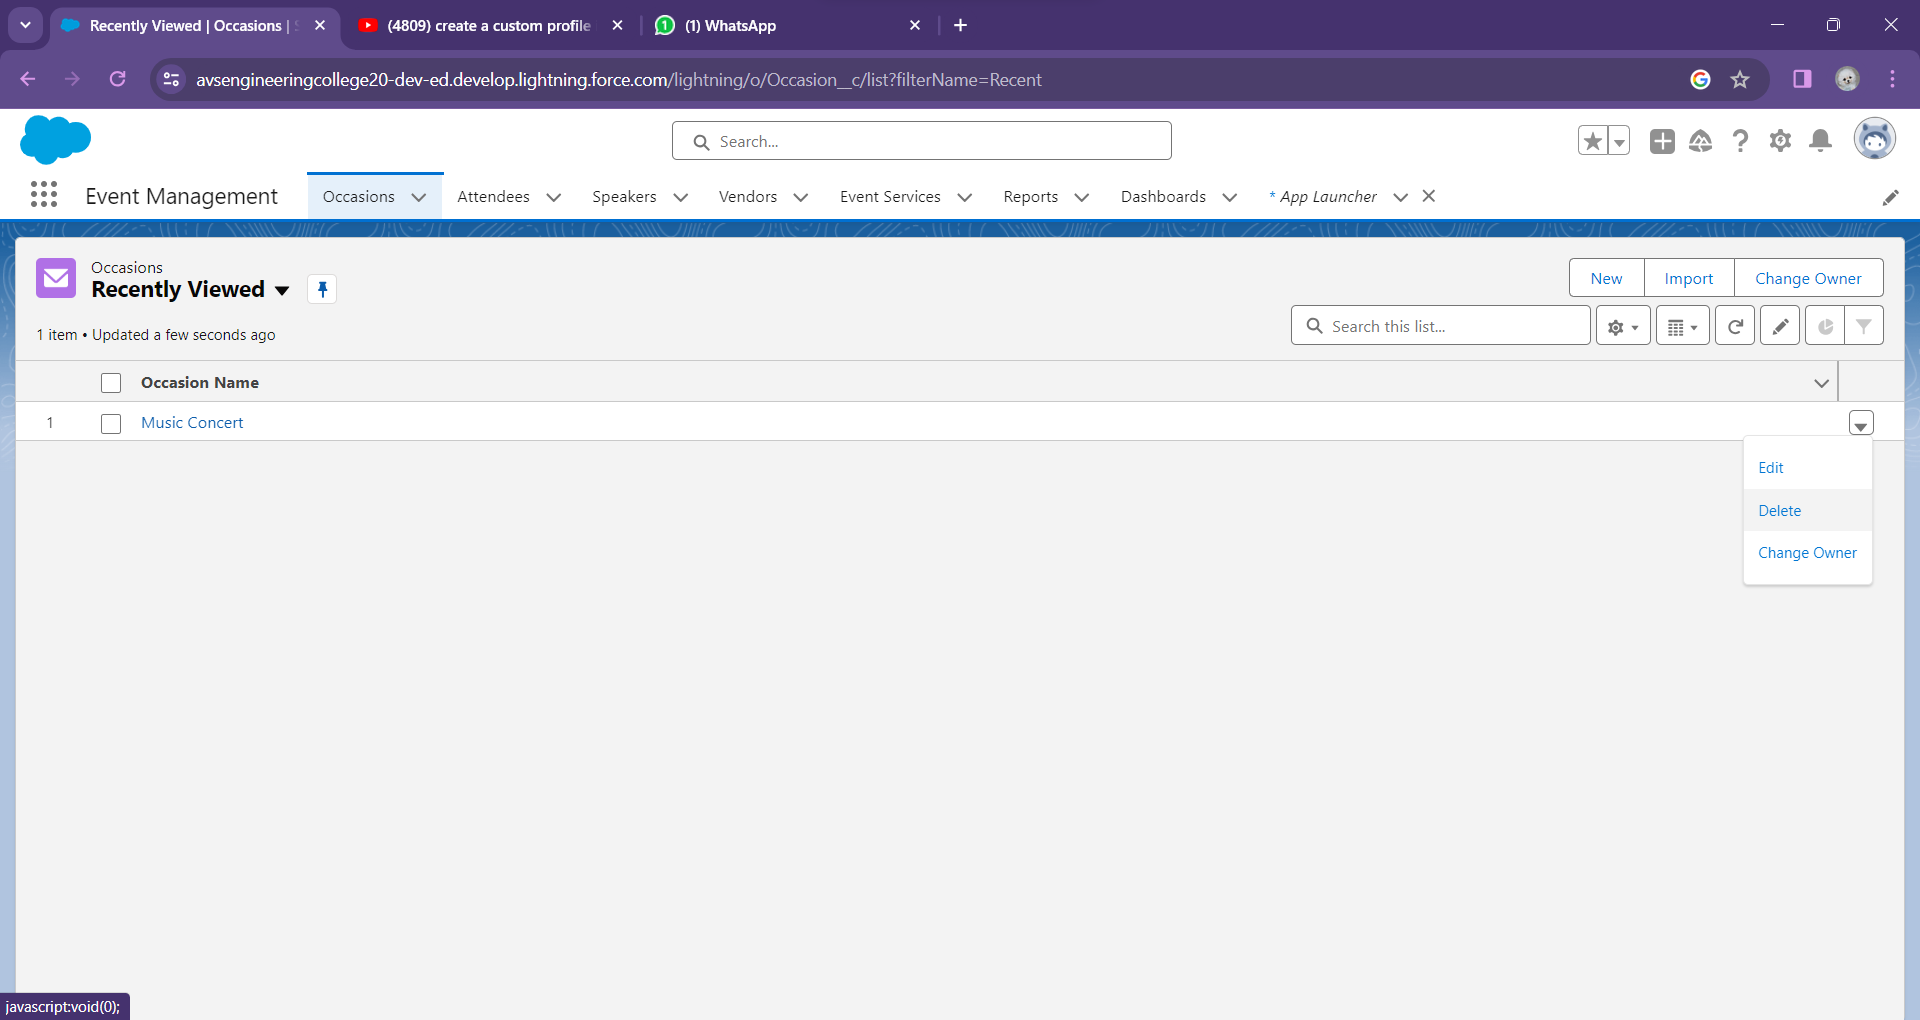 Recently Viewed | Occasions |
(4809) create a custom profile
(1) WhatsApp
avsengineeringcollege20-dev-ed.develop.lightning.force.com/lightning/o/Occasion__c/list?filterName=Recent
Search...
Event Management
Occasions
Attendees
Speakers
Vendors
Event Services
Reports
Dashboards
* App Launcher
Occasions
Recently Viewed
New
Import
Change Owner
1 item • Updated a few seconds ago
Search this list...
Occasion Name
1
Music Concert
Edit
Delete
Change Owner
javascript:void(0);